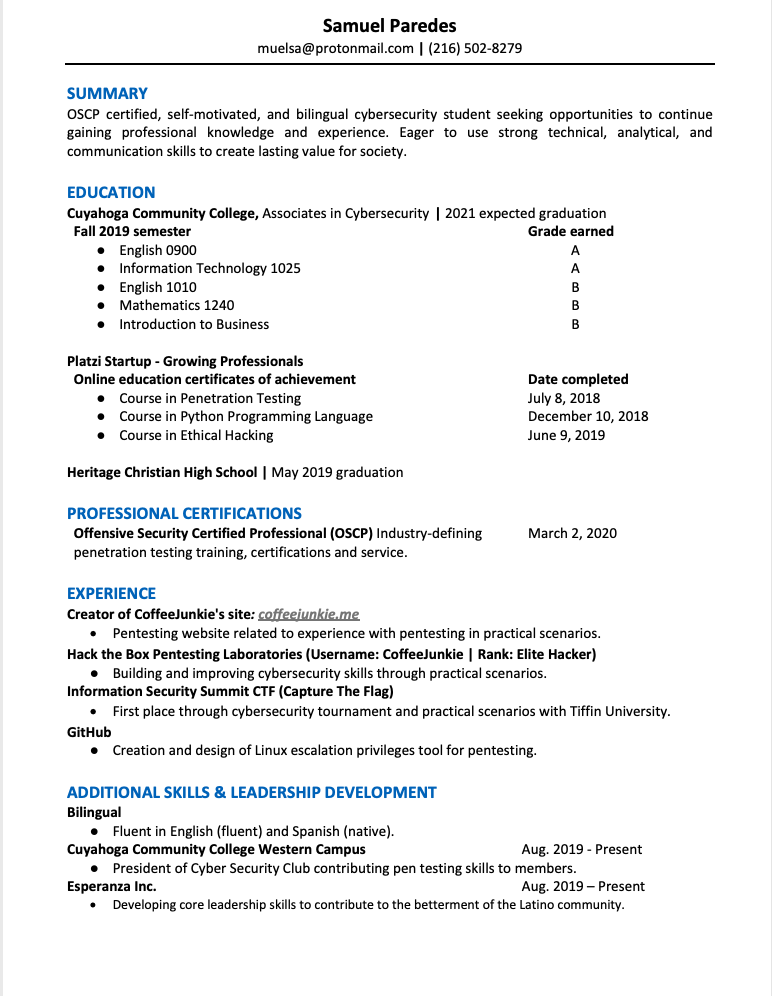 Samuel Paredes
muelsa@protonmail.com | (216) 502-8279
SUMMARY
OSCP certified, self-motivated, and bilingual cybersecurity student seeking opportunities to continue
gaining professional knowledge and experience. Eager to use strong technical, analytical, and
communication skills to create lasting value for society.
EDUCATION
Cuyahoga Community College, Associates in Cybersecurity | 2021 expected graduation
Fall 2019 semester Grade earned
● English 0900 A
● Information Technology 1025 A
● English 1010 B
● Mathematics 1240 B
● Introduction to Business B
Platzi Startup - Growing Professionals
Online education certificates of achievement Date completed
● Course in Penetration Testing July 8, 2018
● Course in Python Programming Language December 10, 2018
● Course in Ethical Hacking June 9, 2019
Heritage Christian High School | May 2019 graduation
PROFESSIONAL CERTIFICATIONS
Offensive Security Certified Professional (OSCP) Industry-defining March 2, 2020
penetration testing training, certifications and service.
EXPERIENCE
Creator of CoffeeJunkie's site: coffeejunkie.me
• Pentesting website related to experience with pentesting in practical scenarios.
Hack the Box Pentesting Laboratories (Username: CoffeeJunkie | Rank: Elite Hacker)
● Building and improving cybersecurity skills through practical scenarios.
Information Security Summit CTF (Capture The Flag)
• First place through cybersecurity tournament and practical scenarios with Tiffin University.
GitHub
● Creation and design of Linux escalation privileges tool for pentesting.
ADDITIONAL SKILLS & LEADERSHIP DEVELOPMENT
Bilingual
● Fluent in English (fluent) and Spanish (native).
Cuyahoga Community College Western Campus Aug. 2019 - Present
● President of Cyber Security Club contributing pen testing skills to members.
Esperanza Inc. Aug. 2019 – Present
• Developing core leadership skills to contribute to the betterment of the Latino community.